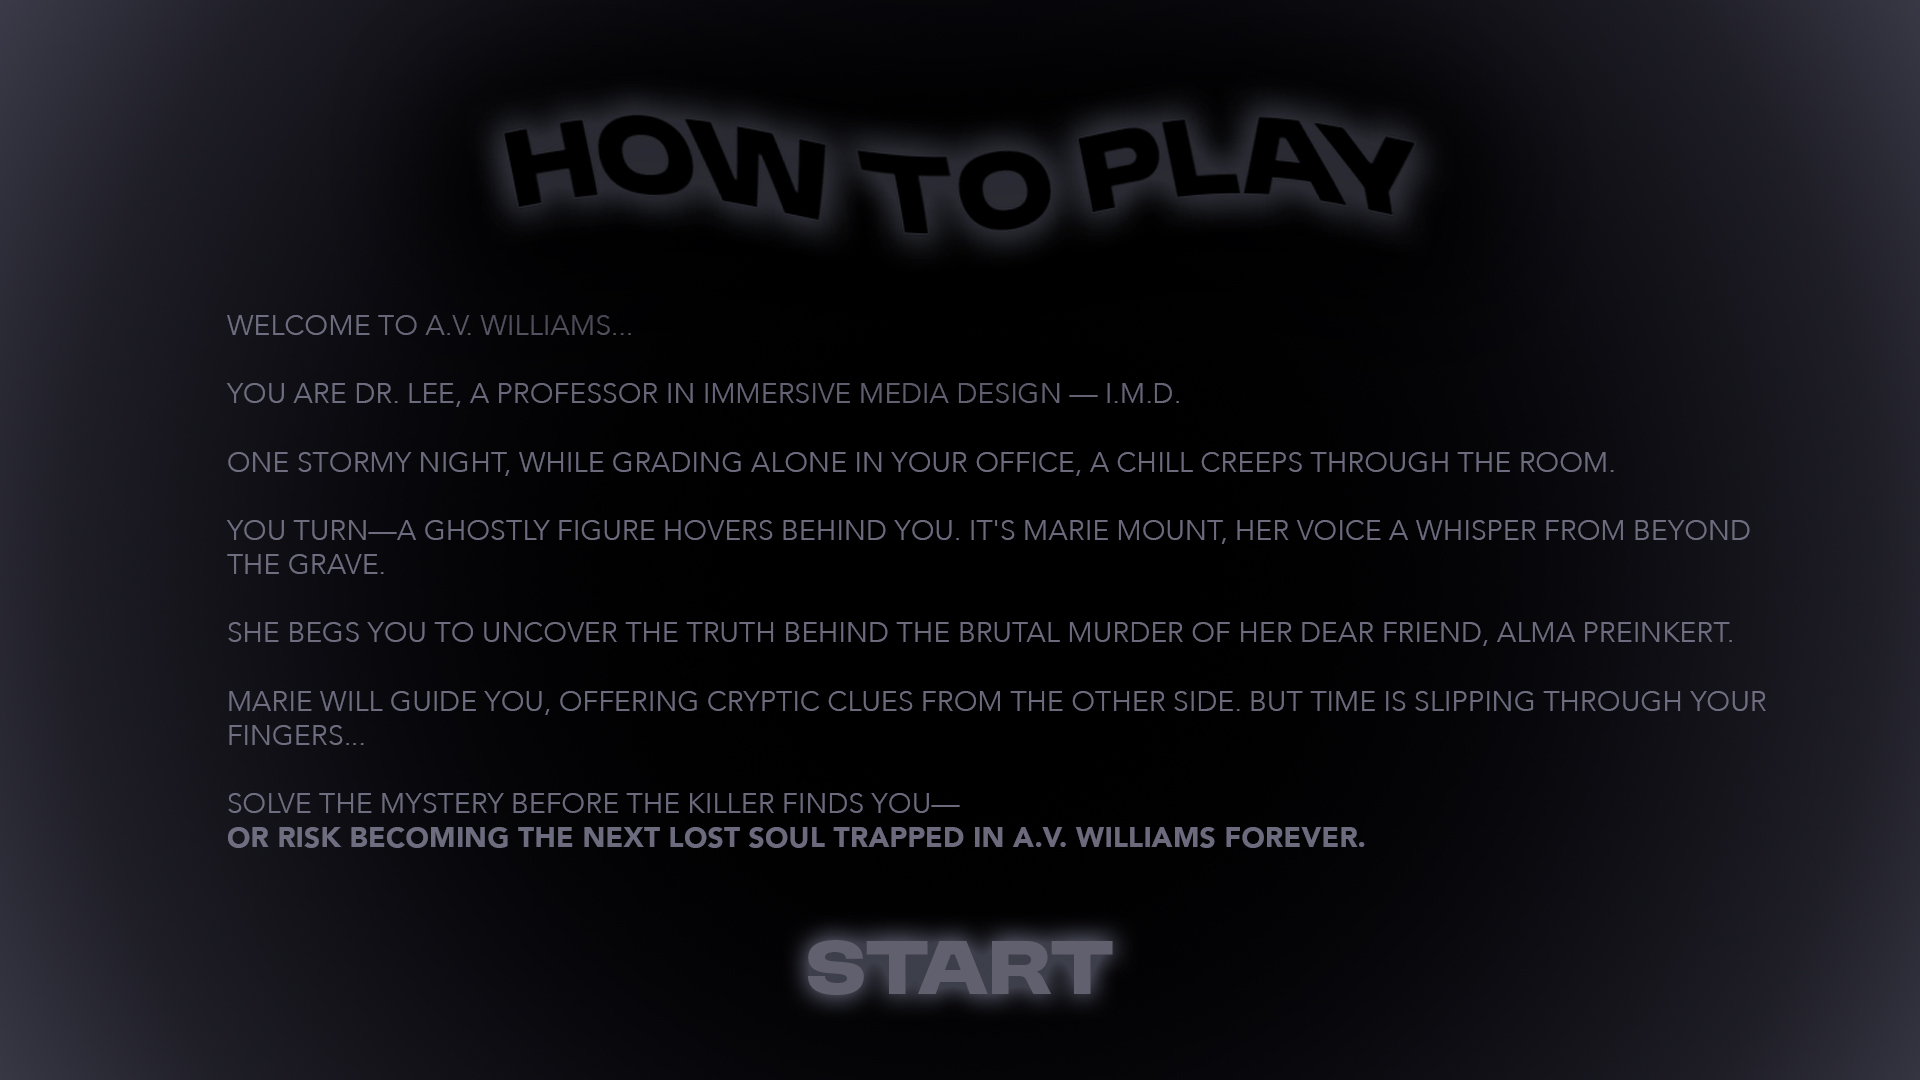 HOW TO PLAY
WELCOME TO A.V. WILLIAMS...
YOU ARE DR. LEE, A PROFESSOR IN IMMERSIVE MEDIA DESIGN — I.M.D.
ONE STORMY NIGHT, WHILE GRADING ALONE IN YOUR OFFICE, A CHILL CREEPS THROUGH THE ROOM.
YOU TURN—A GHOSTLY FIGURE HOVERS BEHIND YOU. IT'S MARIE MOUNT, HER VOICE A WHISPER FROM BEYOND
THE GRAVE.
SHE BEGS YOU TO UNCOVER THE TRUTH BEHIND THE BRUTAL MURDER OF HER DEAR FRIEND, ALMA PREINKERT.
MARIE WILL GUIDE YOU, OFFERING CRYPTIC CLUES FROM THE OTHER SIDE. BUT TIME IS SLIPPING THROUGH YOUR
FINGERS...
SOLVE THE MYSTERY BEFORE THE KILLER FINDS YOU—
OR RISK BECOMING THE NEXT LOST SOUL TRAPPED IN A.V. WILLIAMS FOREVER.
START